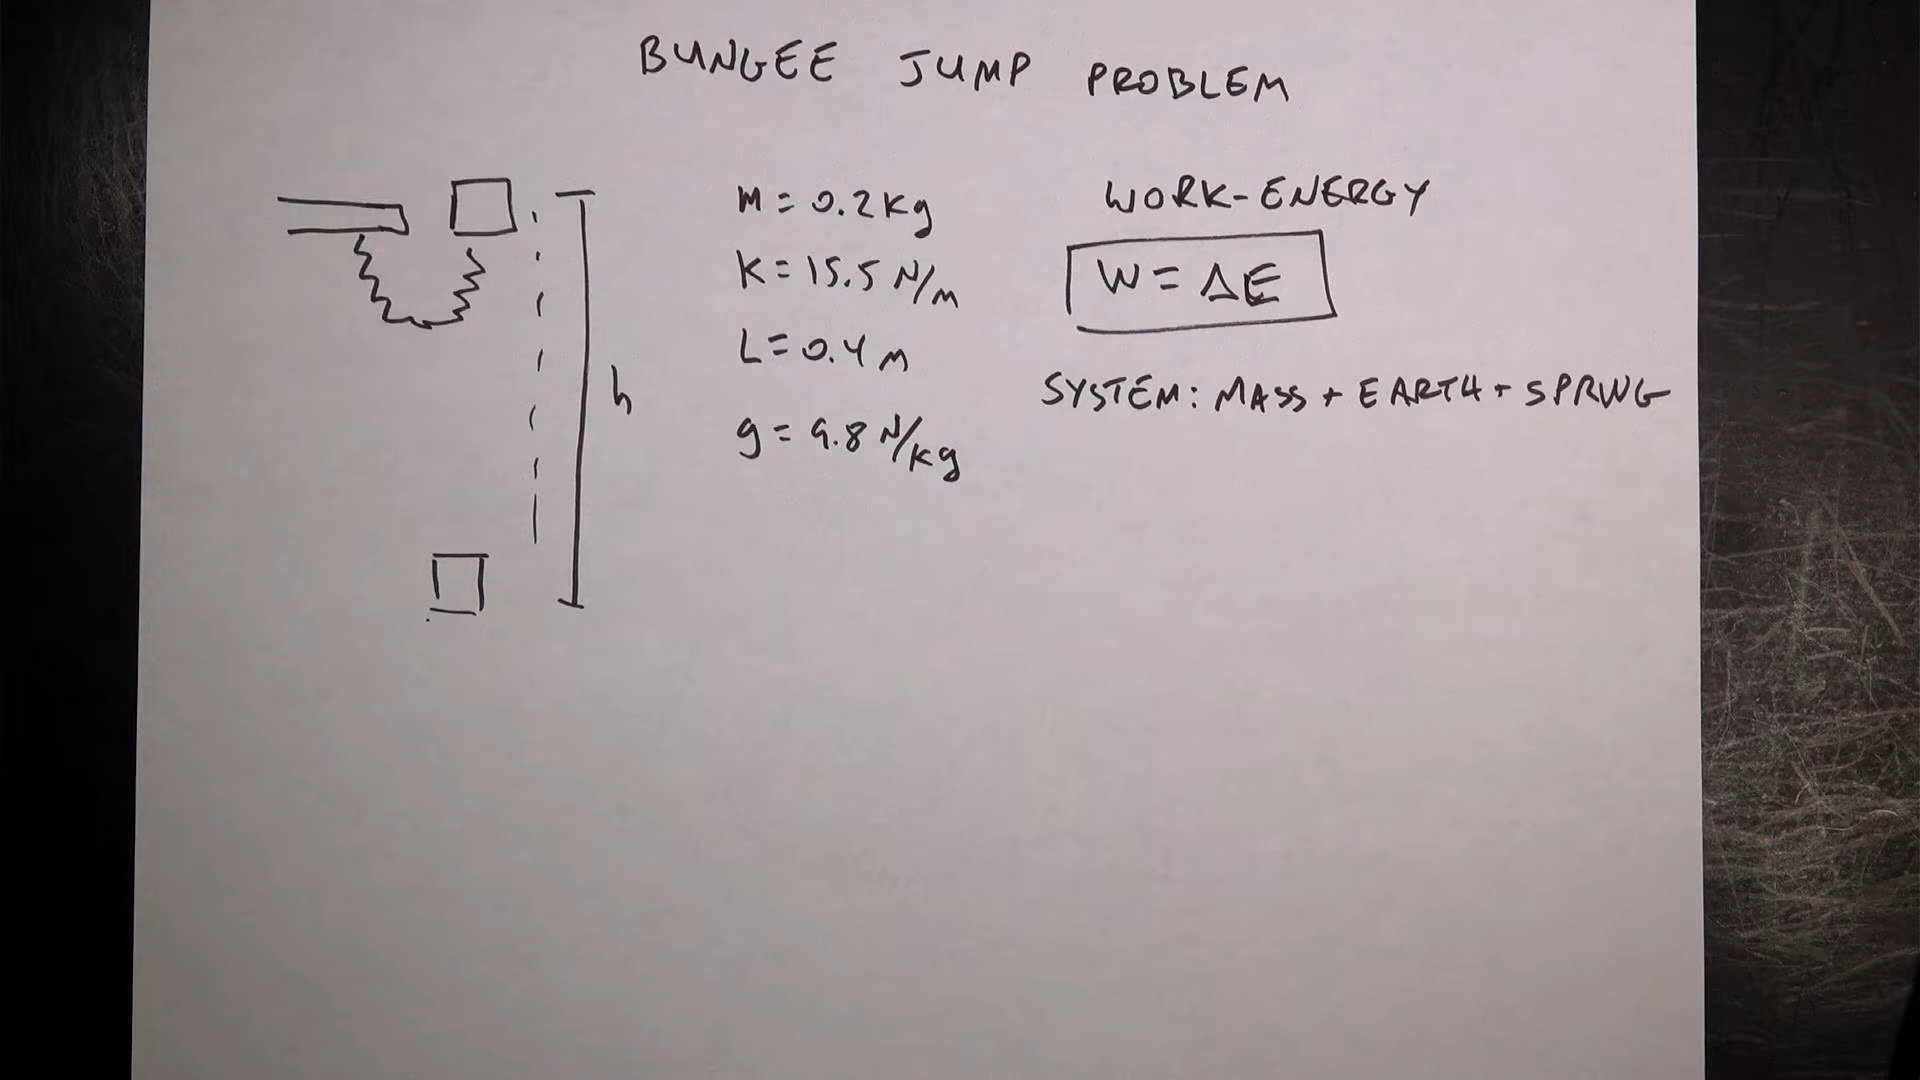 BUNGEE JUMP PROBLEM
h
m = 0.2 kg
K = 15.5 N/m
L = 0.4 m
g = 9.8 N/kg
WORK-ENERGY
W = ΔE
SYSTEM: MASS + EARTH + SPRING